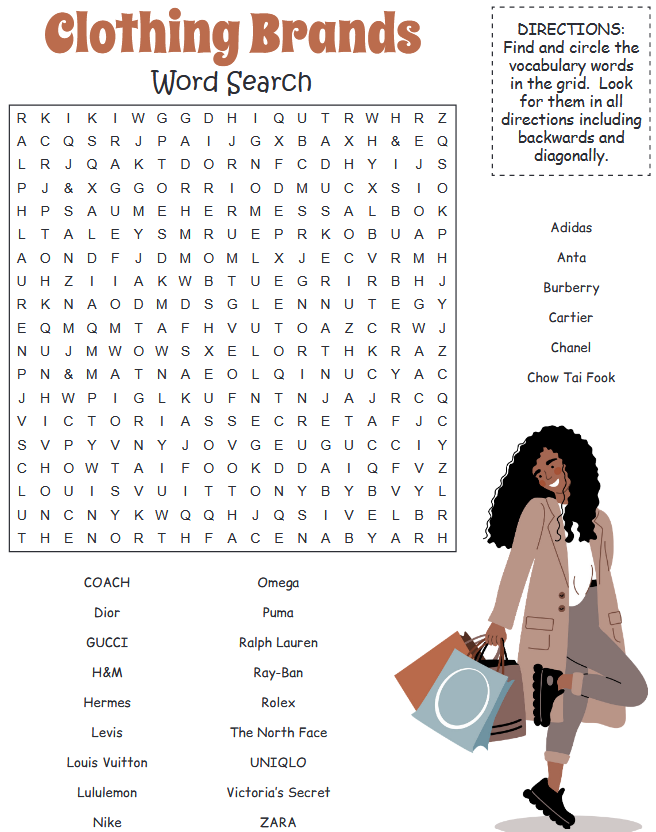 Clothing Brands
Word Search
DIRECTIONS:
Find and circle the
vocabulary words
in the grid. Look
for them in all
directions including
backwards and
diagonally.
R K I K I W G G D H I Q U T R W H R Z
A C Q S R J P A I J G X B A X H & E Q
L R J Q A K T D O R N F C D H Y I J S
P J & X G G O R R I O D M U C X S I O
H P S A U M E H E R M E S S A L B O K
L T A L E Y S M R U E P R K O B U A P
A O N D F J D M O M L X J E C V R M H
U H Z I I A K W B T U E G R I R B H J
R K N A O D M D S G L E N N U T E G Y
E Q M Q M T A F H V U T O A Z C R W J
N U J M W O W S X E L O R T H K R A Z
P N & M A T N A E O L Q I N U C Y A C
J H W P I G L K U F N T N J A J R C Q
V I C T O R I A S S E C R E T A F J C
S V P Y V N Y J O V G E U G U C C I Y
C H O W T A I F O O K D D A I Q F V Z
L O U I S V U I T T O N Y B Y B V Y L
U N C N Y K W Q Q H J Q S I V E L B R
T H E N O R T H F A C E N A B Y A R H
Adidas
Anta
Burberry
Cartier
Chanel
Chow Tai Fook
COACH
Dior
GUCCI
H&M
Hermes
Levis
Louis Vuitton
Lululemon
Nike
Omega
Puma
Ralph Lauren
Ray-Ban
Rolex
The North Face
UNIQLO
Victoria's Secret
ZARA